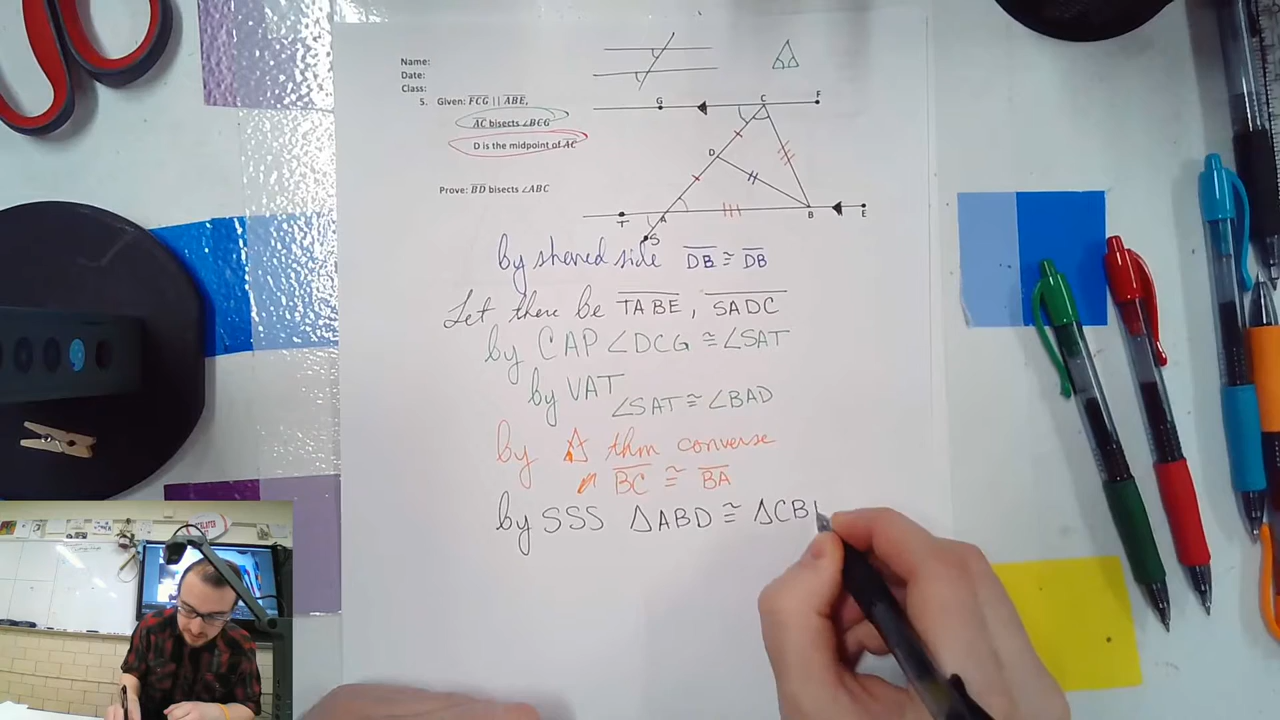 Name:
Date:
Class:
5. Given: FCG || ABE,
AC bisects ∠BCG
D is the midpoint of AC
Prove: BD bisects ∠ABC
G C F
D
T A B E
S
by shared side DB ≅ DB
Let there be TABE, SADC
by CAP ∠DCG ≅ ∠SAT
by VAT
∠SAT ≅ ∠BAD
by thm converse
BC ≅ BA
by SSS △ABD ≅ △CB